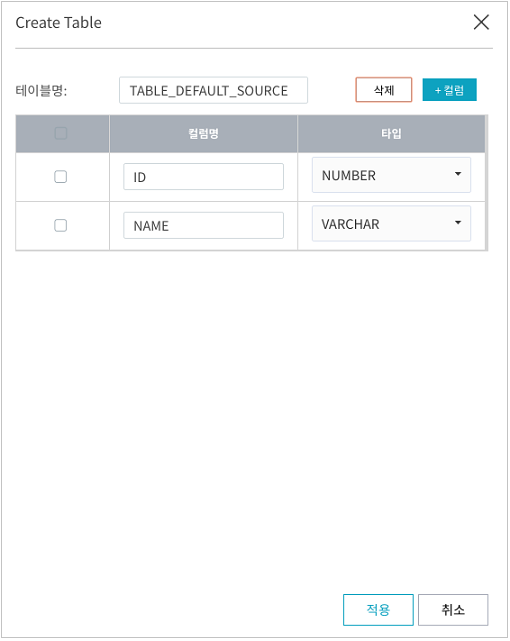 Create Table
테이블명: TABLE_DEFAULT_SOURCE 삭제 + 컬럼
컬럼명 타입
ID NUMBER
NAME VARCHAR
적용 취소